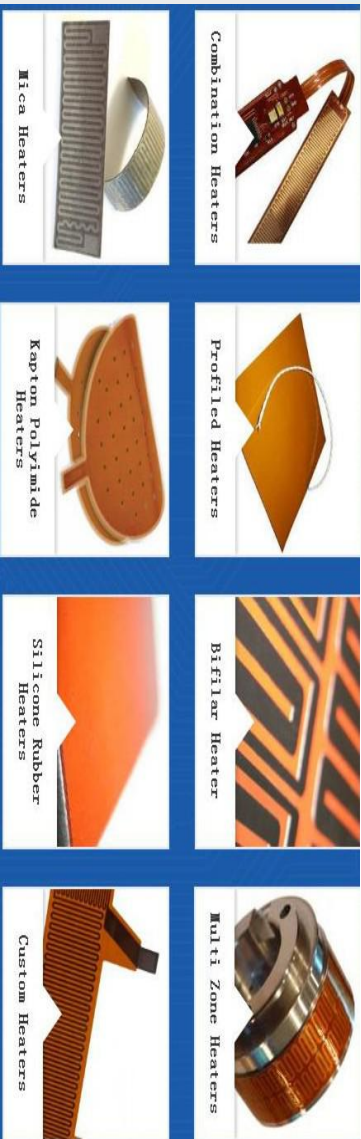 Combination Heaters
Profiled Heaters
Bifilar Heater
Multi Zone Heaters
Mica Heaters
Kapton Polyimide
Heaters
Silicone Rubber
Heaters
Custom Heaters